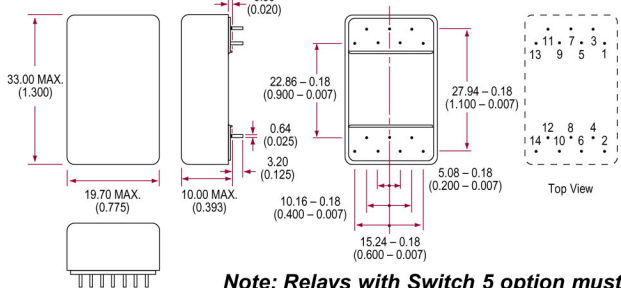 (0.020)
33.00 MAX.
(1.300)
22.86 – 0.18
(0.900 – 0.007)
27.94 – 0.18
(1.100 – 0.007)
11 7 3
13 9 5 1
0.64
(0.025)
3.20
(0.125)
12 8 4
14 10 6 2
19.70 MAX.
(0.775)
10.00 MAX.
(0.393)
5.08 – 0.18
(0.200 – 0.007)
Top View
10.16 – 0.18
(0.400 – 0.007)
15.24 – 0.18
(0.600 – 0.007)
Note: Relays with Switch 5 option must